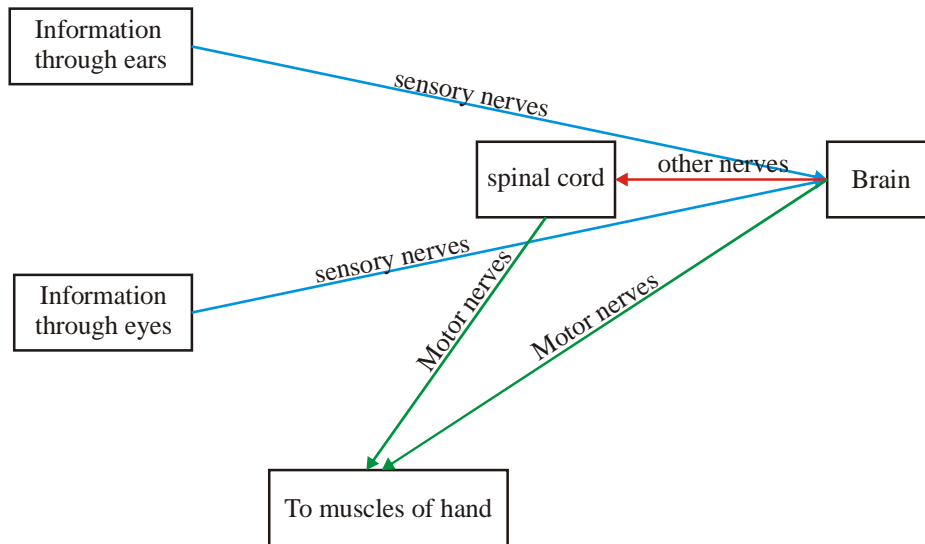 Information
through ears
sensory nerves
spinal cord
other nerves
Brain
sensory nerves
Information
through eyes
Motor nerves
Motor nerves
To muscles of hand